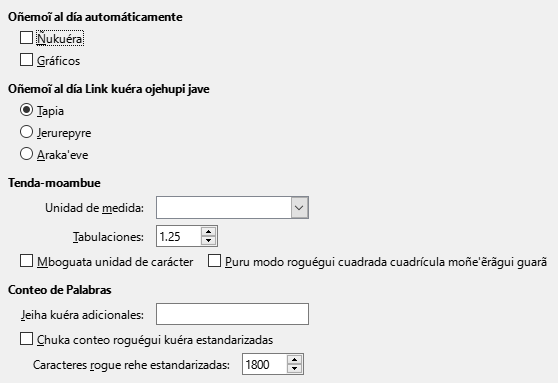 Oñemoĩ al día automáticamente
Ñukuéra
Gráficos
Oñemoĩ al día Link kuéra ojehupi jave
Tapia
Jerurepyre
Araka'eve
Tenda-moambue
Unidad de medida:
Tabulaciones: 1.25
Mboguata unidad de carácter Puru modo roguégui cuadrada cuadrícula moñe'ẽrãgui guarã
Conteo de Palabras
Jeiha kuéra adicionales:
Chuka conteo roguégui kuéra estandarizadas
Caracteres rogue rehe estandarizadas: 1800